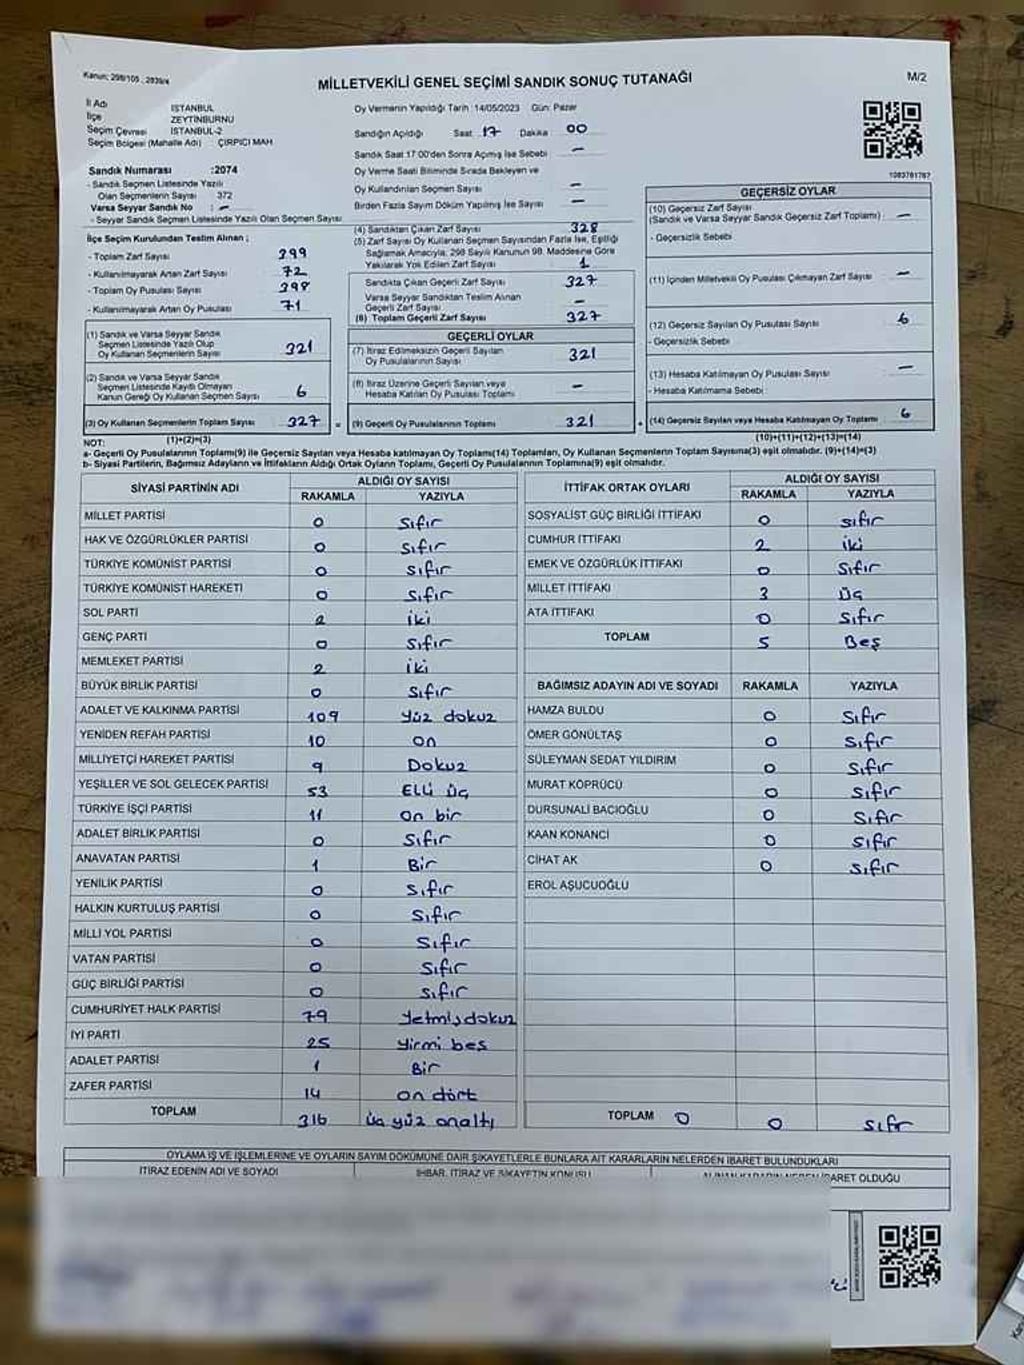 Kanun: 298/105 , 2839/4
MİLLETVEKİLİ GENEL SEÇİMİ SANDIK SONUÇ TUTANAĞI
M/2
İl Adı İSTANBUL
İlçe ZEYTİNBURNU
Seçim Çevresi İSTANBUL-2
Seçim Bölgesi (Mahalle Adı) ÇIRPICI MAH
Sandık Numarası :2074
- Sandık Seçmen Listesinde Yazılı
Olan Seçmenlerin Sayısı 372
Varsa Seyyar Sandık No : -
- Seyyar Sandık Seçmen Listesinde Yazılı Olan Seçmen Sayısı
Oy Vermenin Yapıldığı Tarih :14/05/2023 Gün: Pazar
Sandığın Açıldığı Saat 17 Dakika 00
Sandık Saat 17:00'den Sonra Açımış İse Sebebi -
Oy Verme Saati Bitiminde Sırada Bekleyen ve
Oy Kullandırılan Seçmen Sayısı -
Birden Fazla Sayım Döküm Yapılmış İse Sayısı -
1083781787
İlçe Seçim Kurulundan Teslim Alınan ;
- Toplam Zarf Sayısı 399
- Kullanılmayarak Artan Zarf Sayısı 72
- Toplam Oy Pusulası Sayısı 398
- Kullanılmayarak Artan Oy Pusulası 71
(1) Sandık ve Varsa Seyyar Sandık
Seçmen Listesinde Yazılı Olup
Oy Kullanan Seçmenlerin Sayısı 321
(2) Sandık ve Varsa Seyyar Sandık
Seçmen Listesinde Kayıtlı Olmayan
Kanun Gereği Oy Kullanan Seçmen Sayısı 6
(3) Oy Kullanan Seçmenlerin Toplam Sayısı 327 =
(1)+(2)=(3)
(4) Sandıktan Çıkan Zarf Sayısı 328
(5) Zarf Sayısı Oy Kullanan Seçmen Sayısından Fazla İse, Eşitliği
Sağlamak Amacıyla; 298 Sayılı Kanunun 98. Maddesine Göre
Yakılarak Yok Edilen Zarf Sayısı 1
Sandıkta Çıkan Geçerli Zarf Sayısı 327
Varsa Seyyar Sandıktan Teslim Alınan
Geçerli Zarf Sayısı -
(6) Toplam Geçerli Zarf Sayısı 327
GEÇERLİ OYLAR
(7) İtiraz Edilmeksizin Geçerli Sayılan
Oy Pusulalarının Sayısı 321
(8) İtiraz Üzerine Geçerli Sayılan veya
Hesaba Katılan Oy Pusulası Toplamı -
(9) Geçerli Oy Pusulalarının Toplamı 321 +
GEÇERSİZ OYLAR
(10) Geçersiz Zarf Sayısı
(Sandık ve Varsa Seyyar Sandık Geçersiz Zarf Toplamı) -
- Geçersizlik Sebebi
(11) İçinden Milletvekili Oy Pusulası Çıkmayan Zarf Sayısı -
(12) Geçersiz Sayılan Oy Pusulası Sayısı 6
- Geçersizlik Sebebi
(13) Hesaba Katılmayan Oy Pusulası Sayısı -
- Hesaba Katılmama Sebebi :
(14) Geçersiz Sayılan veya Hesaba Katılmayan Oy Toplamı 6
(10)+(11)+(12)+(13)=(14)
NOT:
a- Geçerli Oy Pusulalarının Toplamı(9) ile Geçersiz Sayılan veya Hesaba katılmayan Oy Toplamı(14) Toplamları, Oy Kullanan Seçmenlerin Toplam Sayısına(3) eşit olmalıdır. (9)+(14)=(3)
b- Siyasi Partilerin, Bağımsız Adayların ve İttifakların Aldığı Ortak Oyların Toplamı, Geçerli Oy Pusulalarının Toplamına(9) eşit olmalıdır.
SİYASİ PARTİNİN ADI ALDIĞI OY SAYISI
RAKAMLA YAZIYLA
MİLLET PARTİSİ 0 sıfır
HAK VE ÖZGÜRLÜKLER PARTİSİ 0 sıfır
TÜRKİYE KOMÜNİST PARTİSİ 0 sıfır
TÜRKİYE KOMÜNİST HAREKETİ 0 sıfır
SOL PARTİ 2 iki
GENÇ PARTİ 0 sıfır
MEMLEKET PARTİSİ 2 iki
BÜYÜK BİRLİK PARTİSİ 0 sıfır
ADALET VE KALKINMA PARTİSİ 109 yüz dokuz
YENİDEN REFAH PARTİSİ 10 on
MİLLİYETÇİ HAREKET PARTİSİ 9 Dokuz
YEŞİLLER VE SOL GELECEK PARTİSİ 53 Elli üç
TÜRKİYE İŞÇİ PARTİSİ 11 on bir
ADALET BİRLİK PARTİSİ 0 sıfır
ANAVATAN PARTİSİ 1 Bir
YENİLİK PARTİSİ 0 sıfır
HALKIN KURTULUŞ PARTİSİ 0 sıfır
MİLLİ YOL PARTİSİ 0 sıfır
VATAN PARTİSİ 0 sıfır
GÜÇ BİRLİĞİ PARTİSİ 0 sıfır
CUMHURİYET HALK PARTİSİ 79 yetmişdokuz
İYİ PARTİ 25 yirmi beş
ADALET PARTİSİ 1 Bir
ZAFER PARTİSİ 14 on dört
TOPLAM 316 üç yüz onaltı
İTTİFAK ORTAK OYLARI ALDIĞI OY SAYISI
RAKAMLA YAZIYLA
SOSYALİST GÜÇ BİRLİĞİ İTTİFAKI 0 sıfır
CUMHUR İTTİFAKI 2 iki
EMEK VE ÖZGÜRLÜK İTTİFAKI 0 sıfır
MİLLET İTTİFAKI 3 üç
ATA İTTİFAKI 0 sıfır
TOPLAM 5 Beş
BAĞIMSIZ ADAYIN ADI VE SOYADI RAKAMLA YAZIYLA
HAMZA BULDU 0 sıfır
ÖMER GÖNÜLTAŞ 0 sıfır
SÜLEYMAN SEDAT YILDIRIM 0 sıfır
MURAT KÖPRÜCÜ 0 sıfır
DURSUNALİ BACIOĞLU 0 sıfır
KAAN KONANCI 0 sıfır
CİHAT AK 0 sıfır
EROL AŞUCUOĞLU
TOPLAM 0 0 sıfır
OYLAMA İŞ VE İŞLEMLERİNE VE OYLARIN SAYIM DÖKÜMÜNE DAİR ŞİKAYETLERLE BUNLARA AİT KARARLARIN NELERDEN İBARET BULUNDUKLARI
İTİRAZ EDENİN ADI VE SOYADI İHBAR, İTİRAZ VE ŞİKAYETİN KONUSU ALINAN KARARIN NEDEN İBARET OLDUĞU